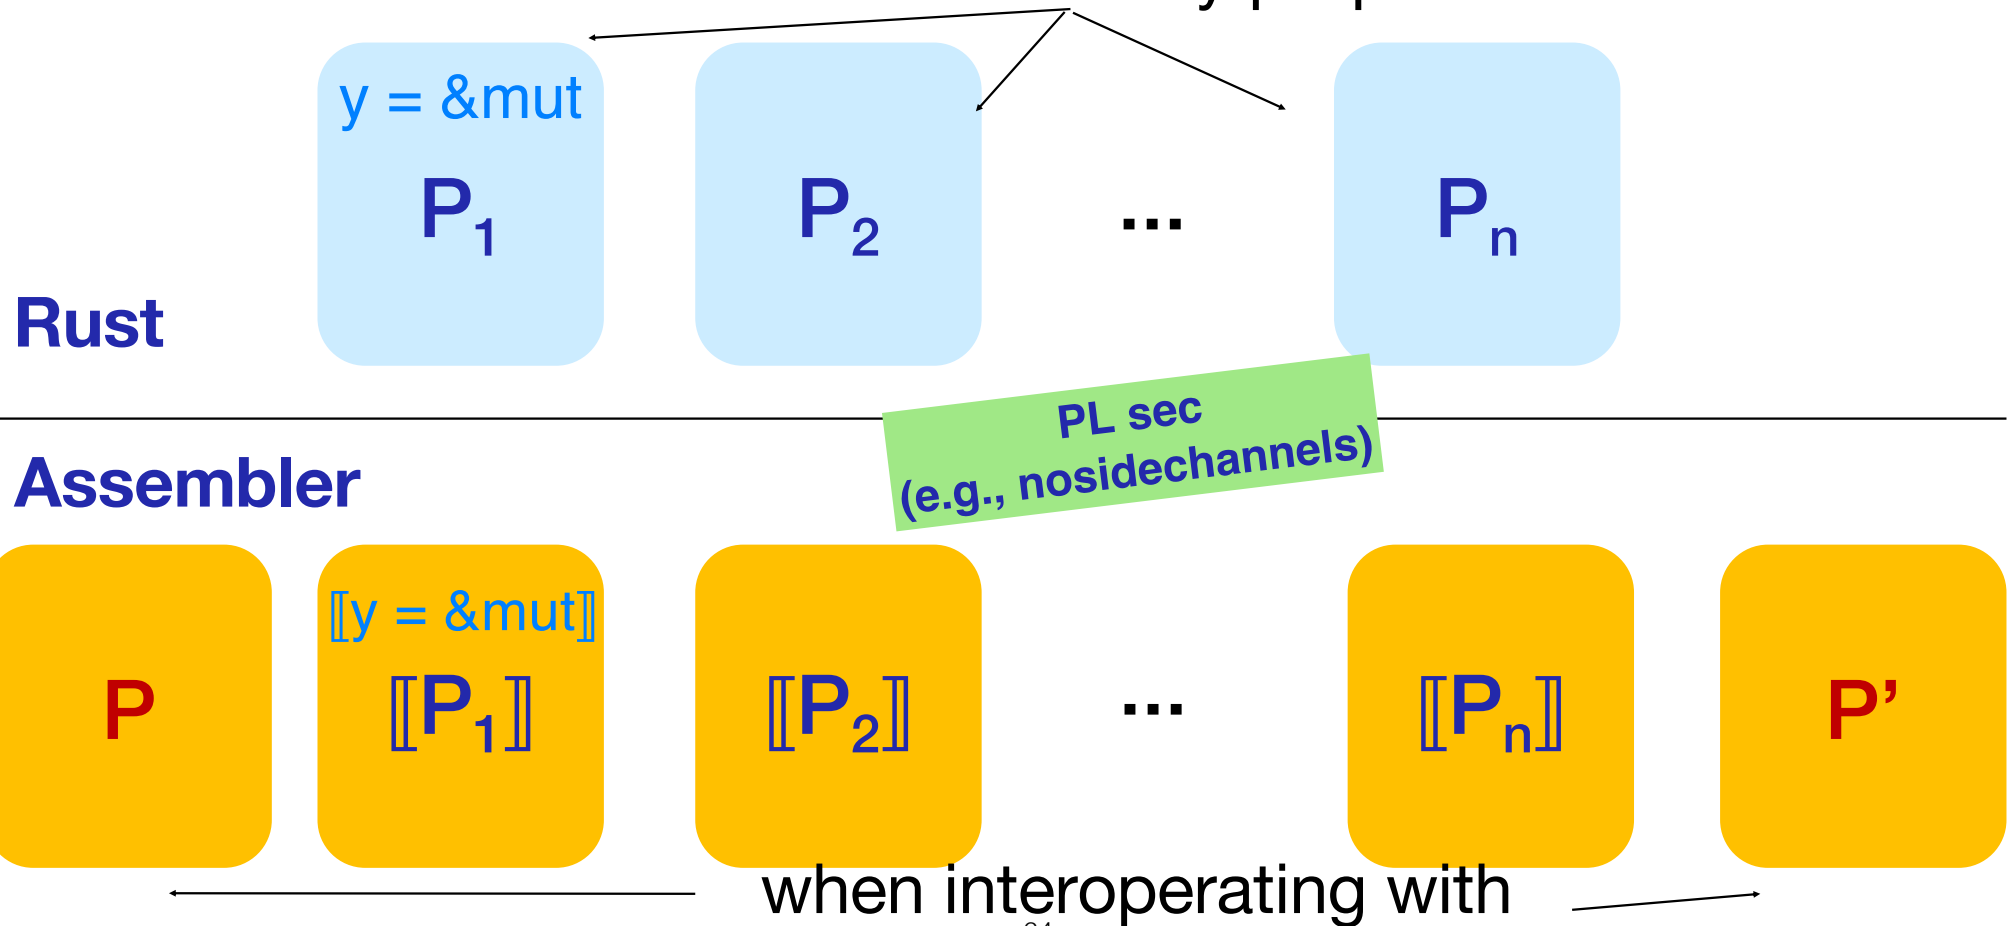 y = &mut
P₁
P₂
...
Pₙ
Rust
PL sec
(e.g., nosidechannels)
Assembler
⟦y = &mut⟧
P
⟦P₁⟧
⟦P₂⟧
...
⟦Pₙ⟧
P’
when interoperating with